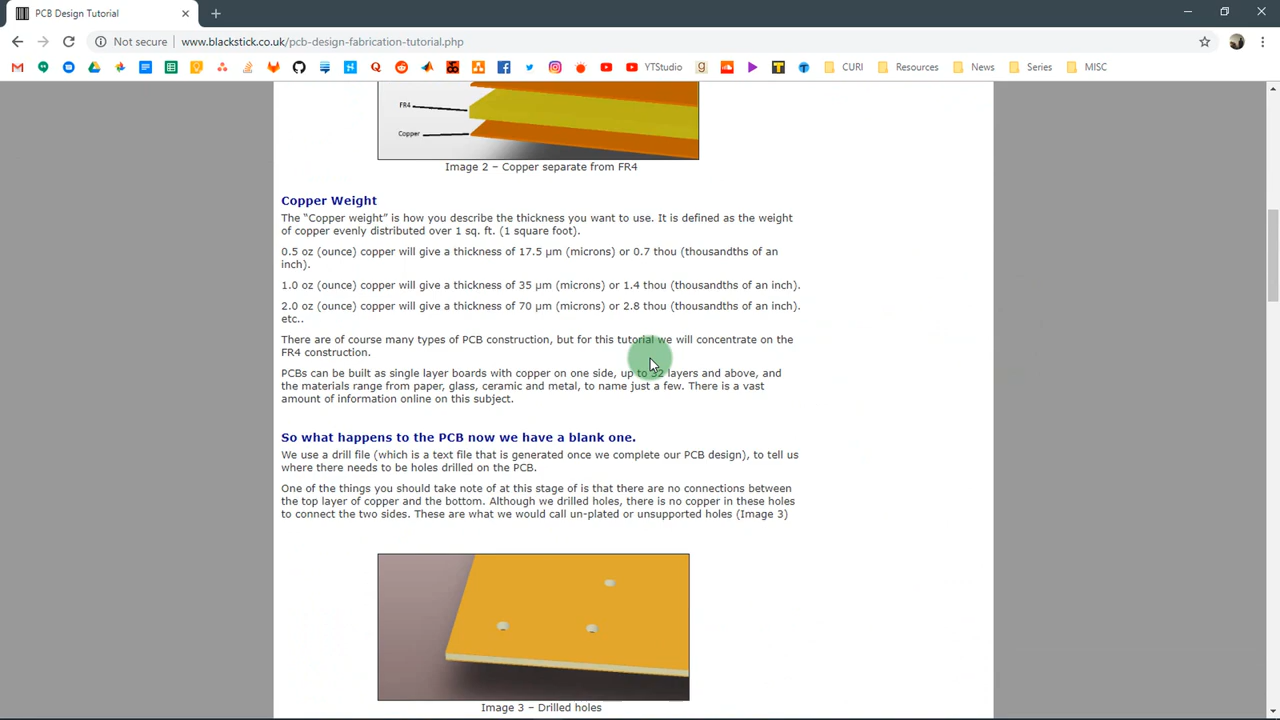 PCB Design Tutorial
Not secure
www.blackstick.co.uk/pcb-design-fabrication-tutorial.php
YTStudio
CURI
Resources
News
Series
MISC
FR4
Copper
Image 2 – Copper separate from FR4
Copper Weight
The “Copper weight” is how you describe the thickness you want to use. It is defined as the weight
of copper evenly distributed over 1 sq. ft. (1 square foot).
0.5 oz (ounce) copper will give a thickness of 17.5 µm (microns) or 0.7 thou (thousandths of an
inch).
1.0 oz (ounce) copper will give a thickness of 35 µm (microns) or 1.4 thou (thousandths of an inch).
2.0 oz (ounce) copper will give a thickness of 70 µm (microns) or 2.8 thou (thousandths of an inch).
etc..
There are of course many types of PCB construction, but for this tutorial we will concentrate on the
FR4 construction.
PCBs can be built as single layer boards with copper on one side, up to 32 layers and above, and
the materials range from paper, glass, ceramic and metal, to name just a few. There is a vast
amount of information online on this subject.
So what happens to the PCB now we have a blank one.
We use a drill file (which is a text file that is generated once we complete our PCB design), to tell us
where there needs to be holes drilled on the PCB.
One of the things you should take note of at this stage of is that there are no connections between
the top layer of copper and the bottom. Although we drilled holes, there is no copper in these holes
to connect the two sides. These are what we would call un-plated or unsupported holes (Image 3)
Image 3 – Drilled holes